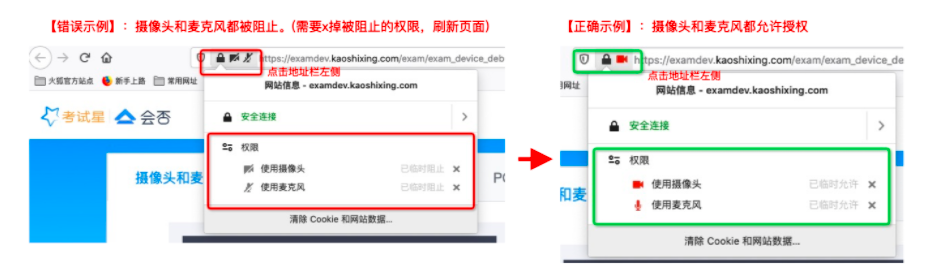 【错误示例】：摄像头和麦克风都被阻止。(需要x掉被阻止的权限，刷新页面)
https://examdev.kaoshixing.com/exam/exam_device_deb
点击地址栏左侧
火狐官方站点 新手上路 常用网址
网站信息 - examdev.kaoshixing.com
考试星 会否
安全连接
权限
使用摄像头 已临时阻止
使用麦克风 已临时阻止
摄像头和麦
PC
清除 Cookie 和网站数据...
【正确示例】：摄像头和麦克风都允许授权
https://examdev.kaoshixing.com/exam/exam_device_de
点击地址栏左侧
用网址
网站信息 - examdev.kaoshixing.com
安全连接
权限
使用摄像头 已临时允许
使用麦克风 已临时允许
和麦
清除 Cookie 和网站数据...